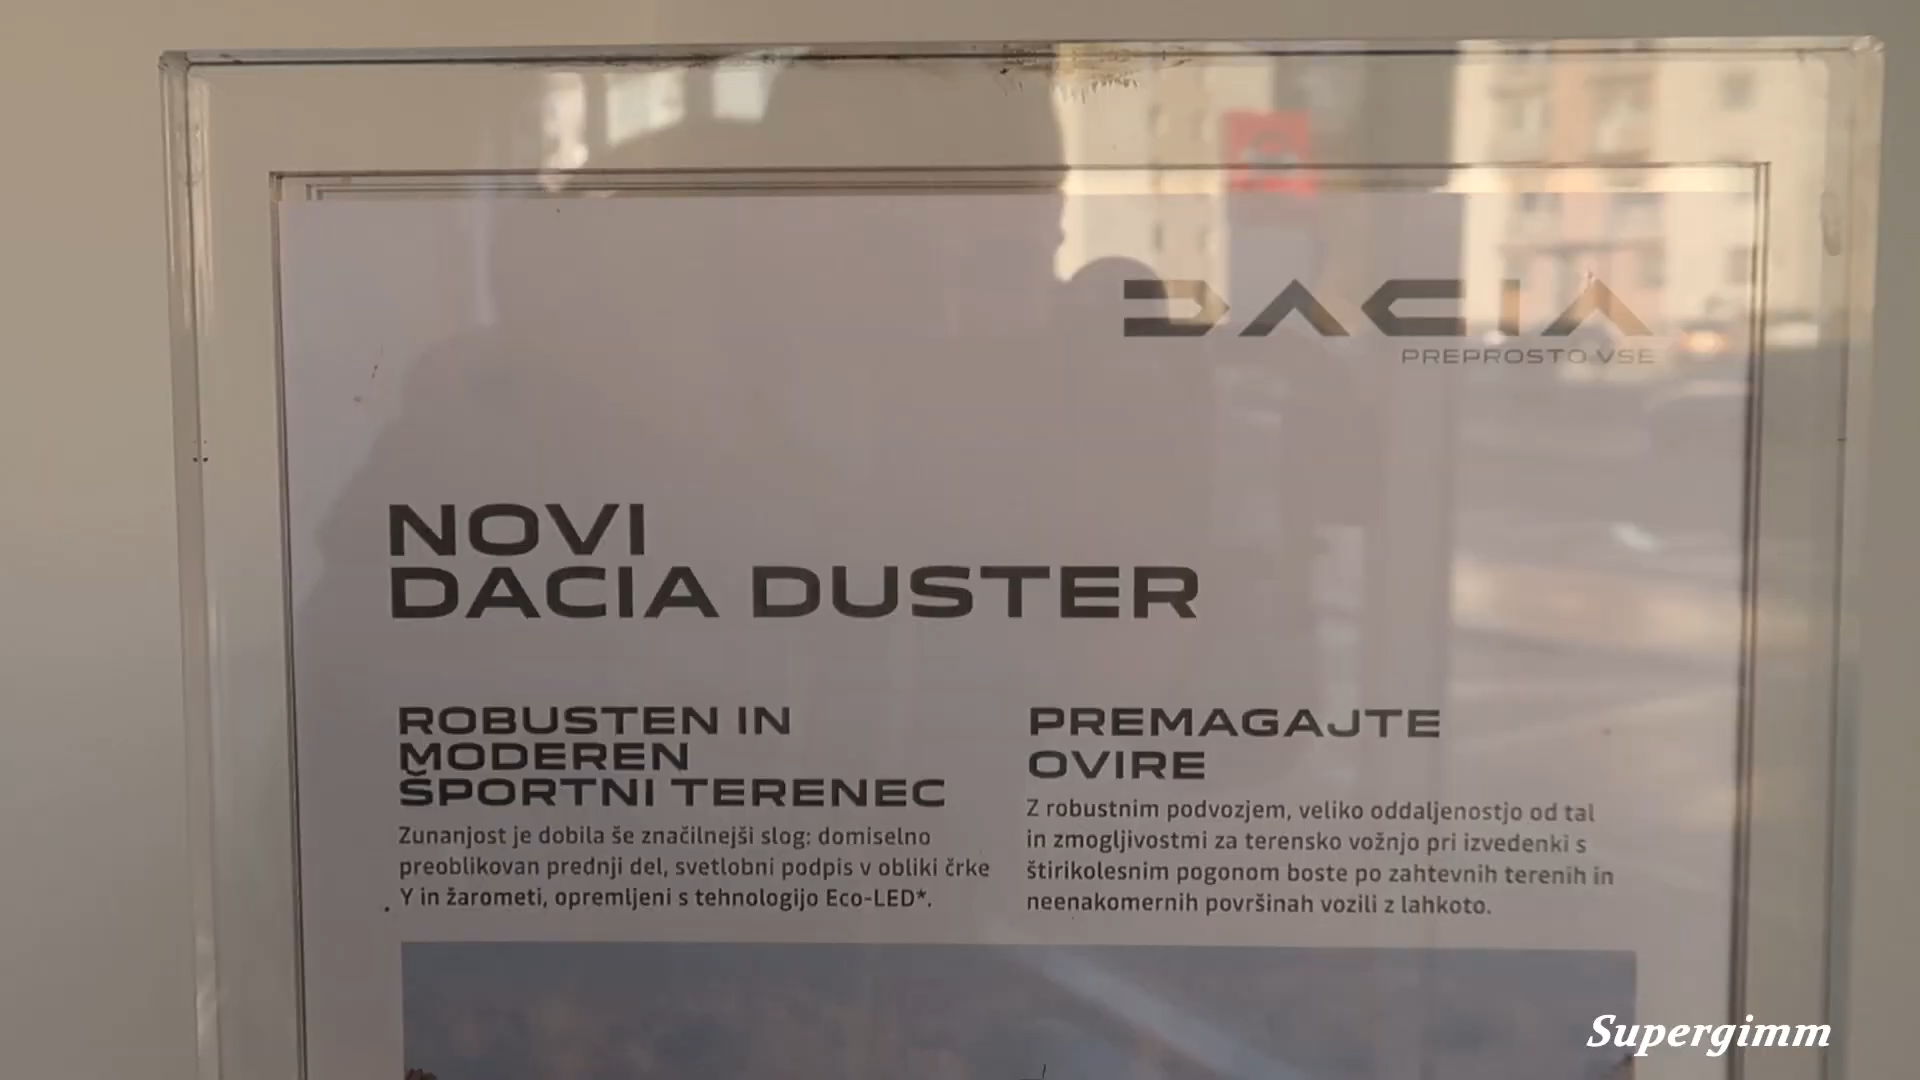 DACIA
PREPROSTO VSE
NOVI
DACIA DUSTER
ROBUSTEN IN
MODEREN
ŠPORTNI TERENEC
Zunanjost je dobila še značilnejši slog: domiselno
preoblikovan prednji del, svetlobni podpis v obliki črke
Y in žarometi, opremljeni s tehnologijo Eco-LED*.
PREMAGAJTE
OVIRE
Z robustnim podvozjem, veliko oddaljenostjo od tal
in zmogljivostmi za terensko vožnjo pri izvedenki s
štirikolesnim pogonom boste po zahtevnih terenih in
neenakomernih površinah vozili z lahkoto.
Supergimm